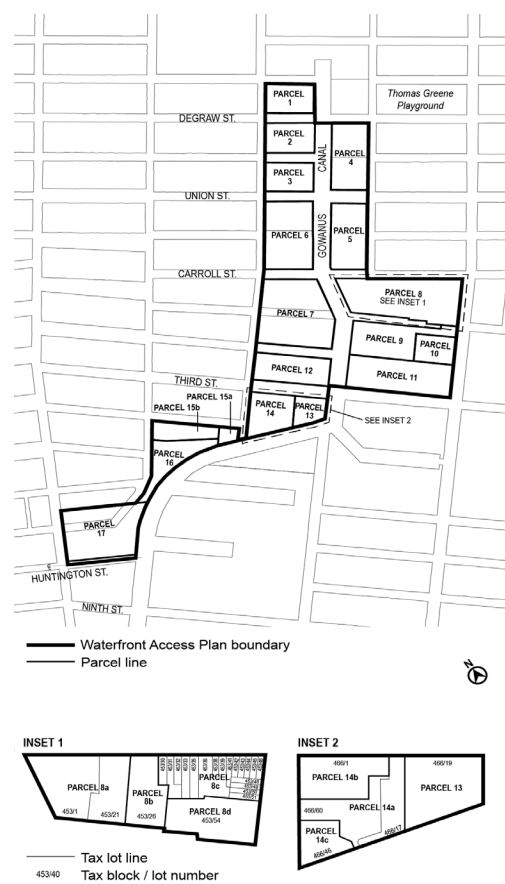 PARCEL
1
Thomas Greene
Playground
DEGRAW ST.
PARCEL
2
CANAL
PARCEL
4
PARCEL
3
UNION ST.
PARCEL 6
GOWANUS
PARCEL
5
CARROLL ST.
PARCEL 8
SEE INSET 1
PARCEL 7
PARCEL 9
PARCEL
10
PARCEL 12
PARCEL 11
THIRD ST.
PARCEL 15a
PARCEL 15b
PARCEL
14
PARCEL
13
SEE INSET 2
PARCEL
16
PARCEL
17
HUNTINGTON ST.
NINTH ST.
Waterfront Access Plan boundary
Parcel line
N
INSET 1
PARCEL 8a
453/1
453/21
PARCEL
8b
453/26
PARCEL
8c
PARCEL 8d
453/54
INSET 2
466/1
466/19
PARCEL 14b
PARCEL 13
466/60
PARCEL 14a
466/17
PARCEL
14c
466/46
Tax lot line
453/40
Tax block / lot number